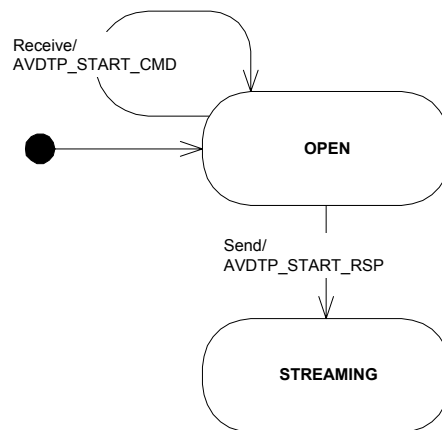 Receive/
AVDTP_START_CMD
OPEN
Send/
AVDTP_START_RSP
STREAMING